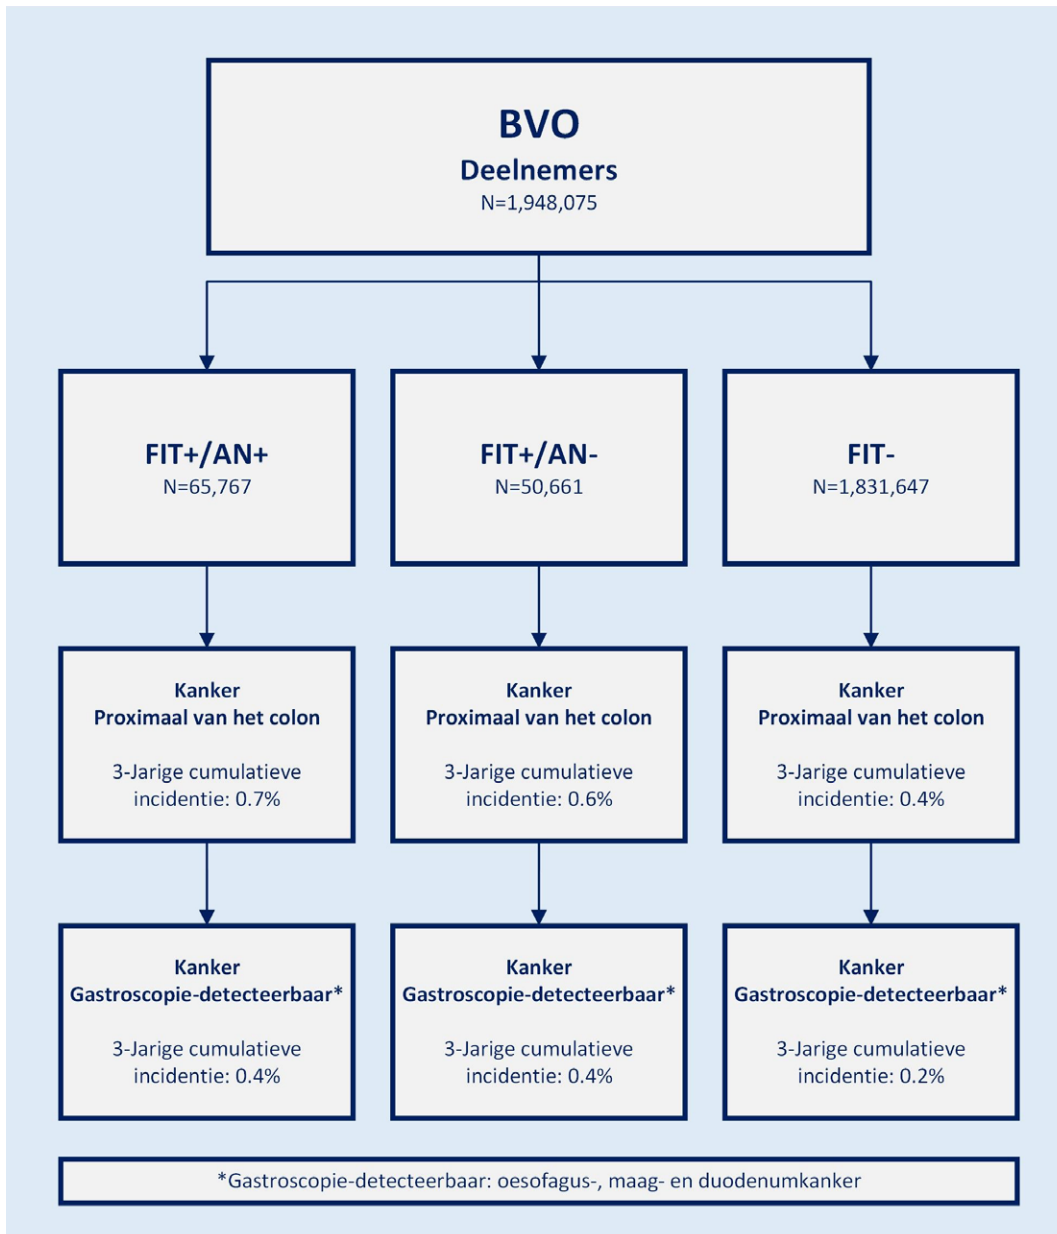 BVO
Deelnemers
N=1,948,075
FIT+/AN+
N=65,767
FIT+/AN-
N=50,661
FIT-
N=1,831,647
Kanker
Proximaal van het colon
3-Jarige cumulatieve
incidentie: 0.7%
Kanker
Proximaal van het colon
3-Jarige cumulatieve
incidentie: 0.6%
Kanker
Proximaal van het colon
3-Jarige cumulatieve
incidentie: 0.4%
Kanker
Gastroscopie-detecteerbaar*
3-Jarige cumulatieve
incidentie: 0.4%
Kanker
Gastroscopie-detecteerbaar*
3-Jarige cumulatieve
incidentie: 0.4%
Kanker
Gastroscopie-detecteerbaar*
3-Jarige cumulatieve
incidentie: 0.2%
*Gastroscopie-detecteerbaar: oesofagus-, maag- en duodenumkanker